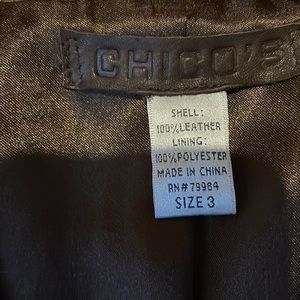 CHICO'S
SHELL:
100%LEATHER
LINING:
100%POLYESTER
MADE IN CHINA
RN#79984
SIZE 3